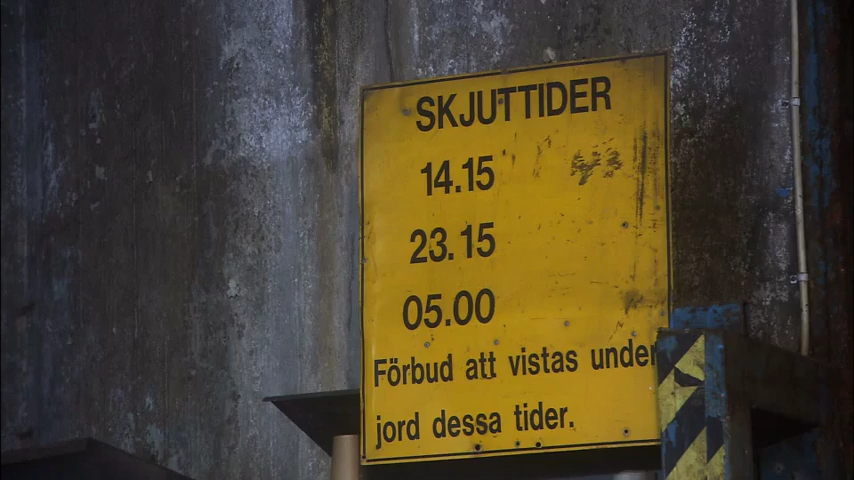 SKJUTTIDER
14.15
23.15
05.00
Förbud att vistas under
jord dessa tider.